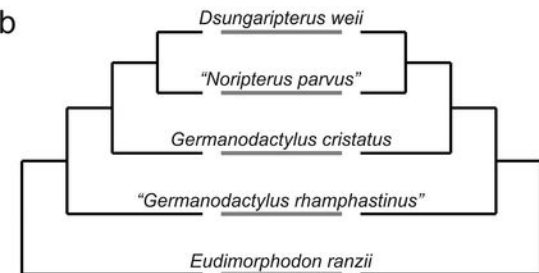 b
Dsungaripterus weii
“Noripterus parvus”
Germanodactylus cristatus
“Germanodactylus rhamphastinus”
Eudimorphodon ranzii